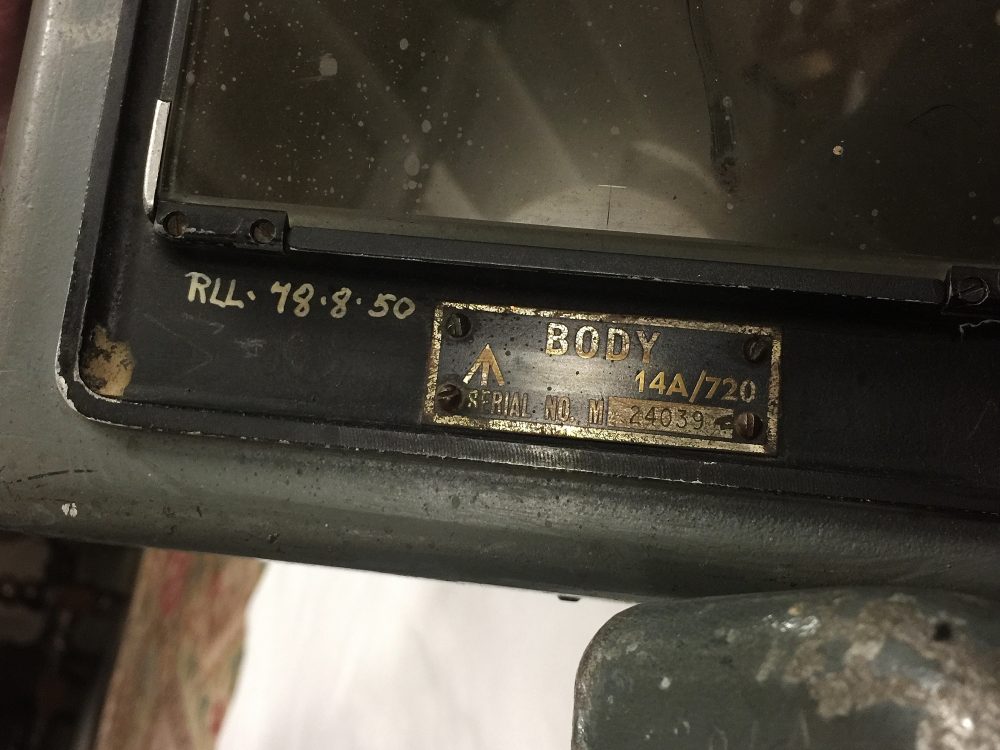 RLL. 78.8.50
BODY
14A/720
SERIAL NO. M 24039